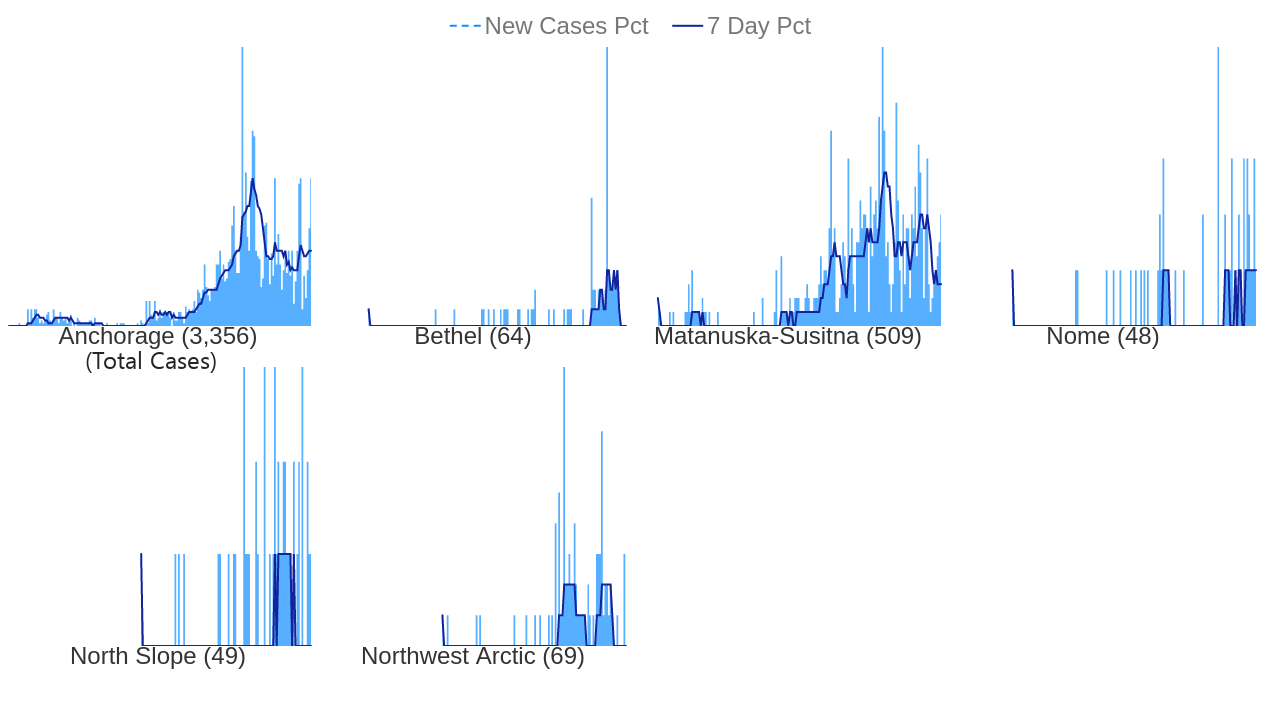 New Cases Pct 7 Day Pct
Anchorage (3,356) Bethel (64) Matanuska-Susitna (509) Nome (48)
(Total Cases)
North Slope (49) Northwest Arctic (69)